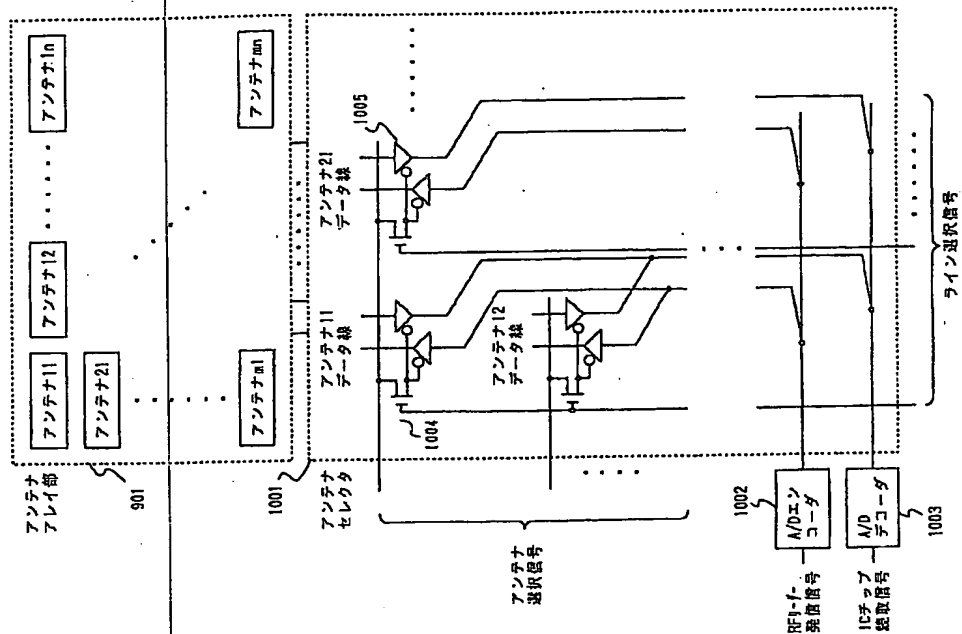 アンテナ
アレイ部
901
アンテナ11
アンテナ12
アンテナ1n
アンテナ21
アンテナm1
アンテナmn
1001
アンテナ
セレクタ
アンテナ11
データ線
アンテナ21
データ線
1005
1004
アンテナ12
データ線
アンテナ
選択信号
1002
A/Dエン
コーダ
RFリーダー
発信信号
A/D
デコーダ
1003
ICチップ
読取信号
ライン選択信号